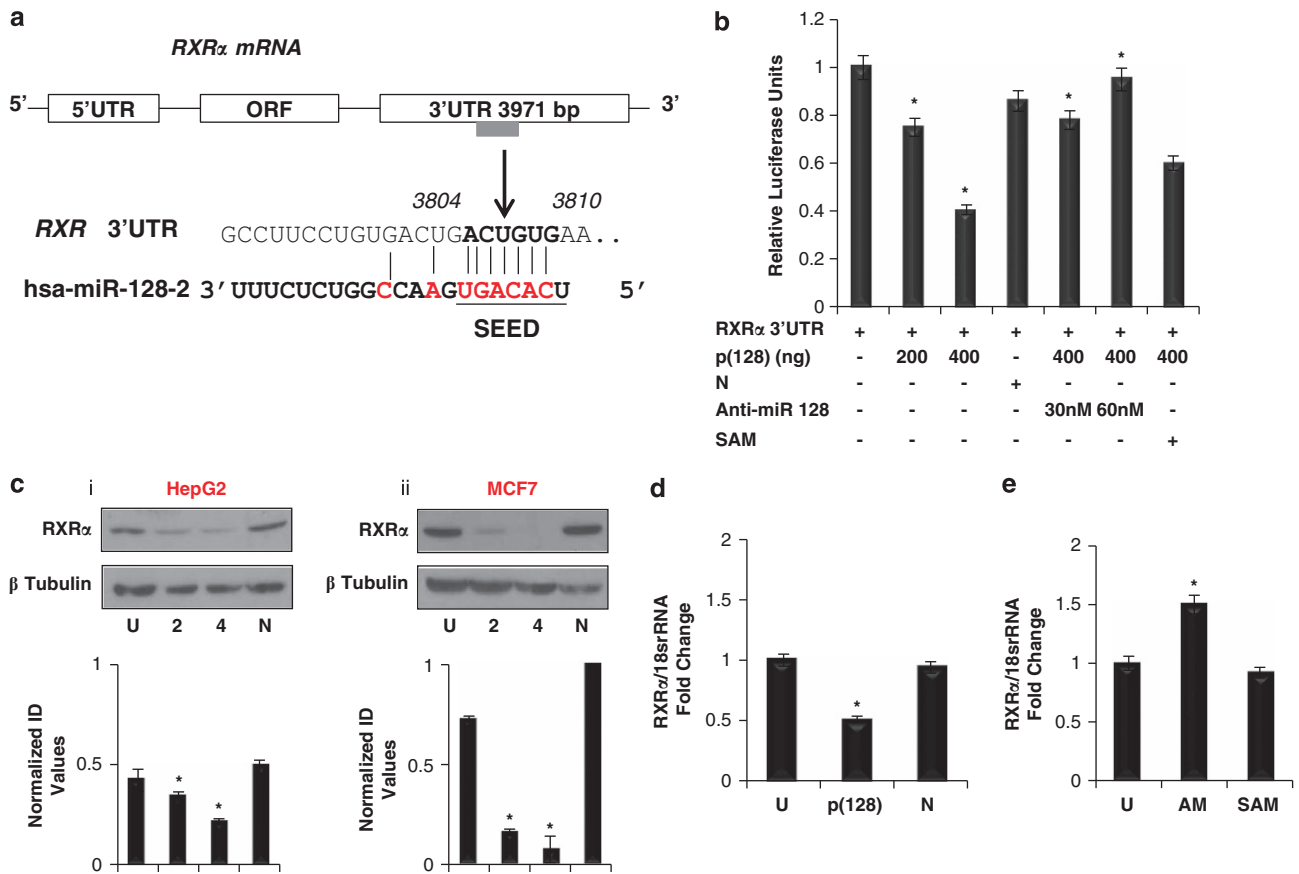 a
RXRα mRNA
5' 5'UTR ORF 3'UTR 3971 bp 3'
3804 3810
RXR 3'UTR GCCUUCCUGUGACUGACUGUGAA..
hsa-miR-128-2 3'UUUCUCUGGCCAAGUGACACU 5'
SEED
b
Relative Luciferase Units
1.2
1
0.8
0.6
0.4
0.2
0
* * * *
RXRα 3'UTR + + + + + + +
p(128) (ng) - 200 400 - 400 400 400
N - - - + - - -
Anti-miR 128 - - - - 30nM 60nM -
SAM - - - - - - +
c
i HepG2
RXRα
β Tubulin
U 2 4 N
Normalized ID Values
1
0.5
0
* *
ii MCF7
RXRα
β Tubulin
U 2 4 N
Normalized ID Values
1
0.5
0
* *
d
RXRα/18srRNA
Fold Change
2
1.5
1
0.5
0
*
U p(128) N
e
RXRα/18srRNA
Fold Change
2
1.5
1
0.5
0
*
U AM SAM